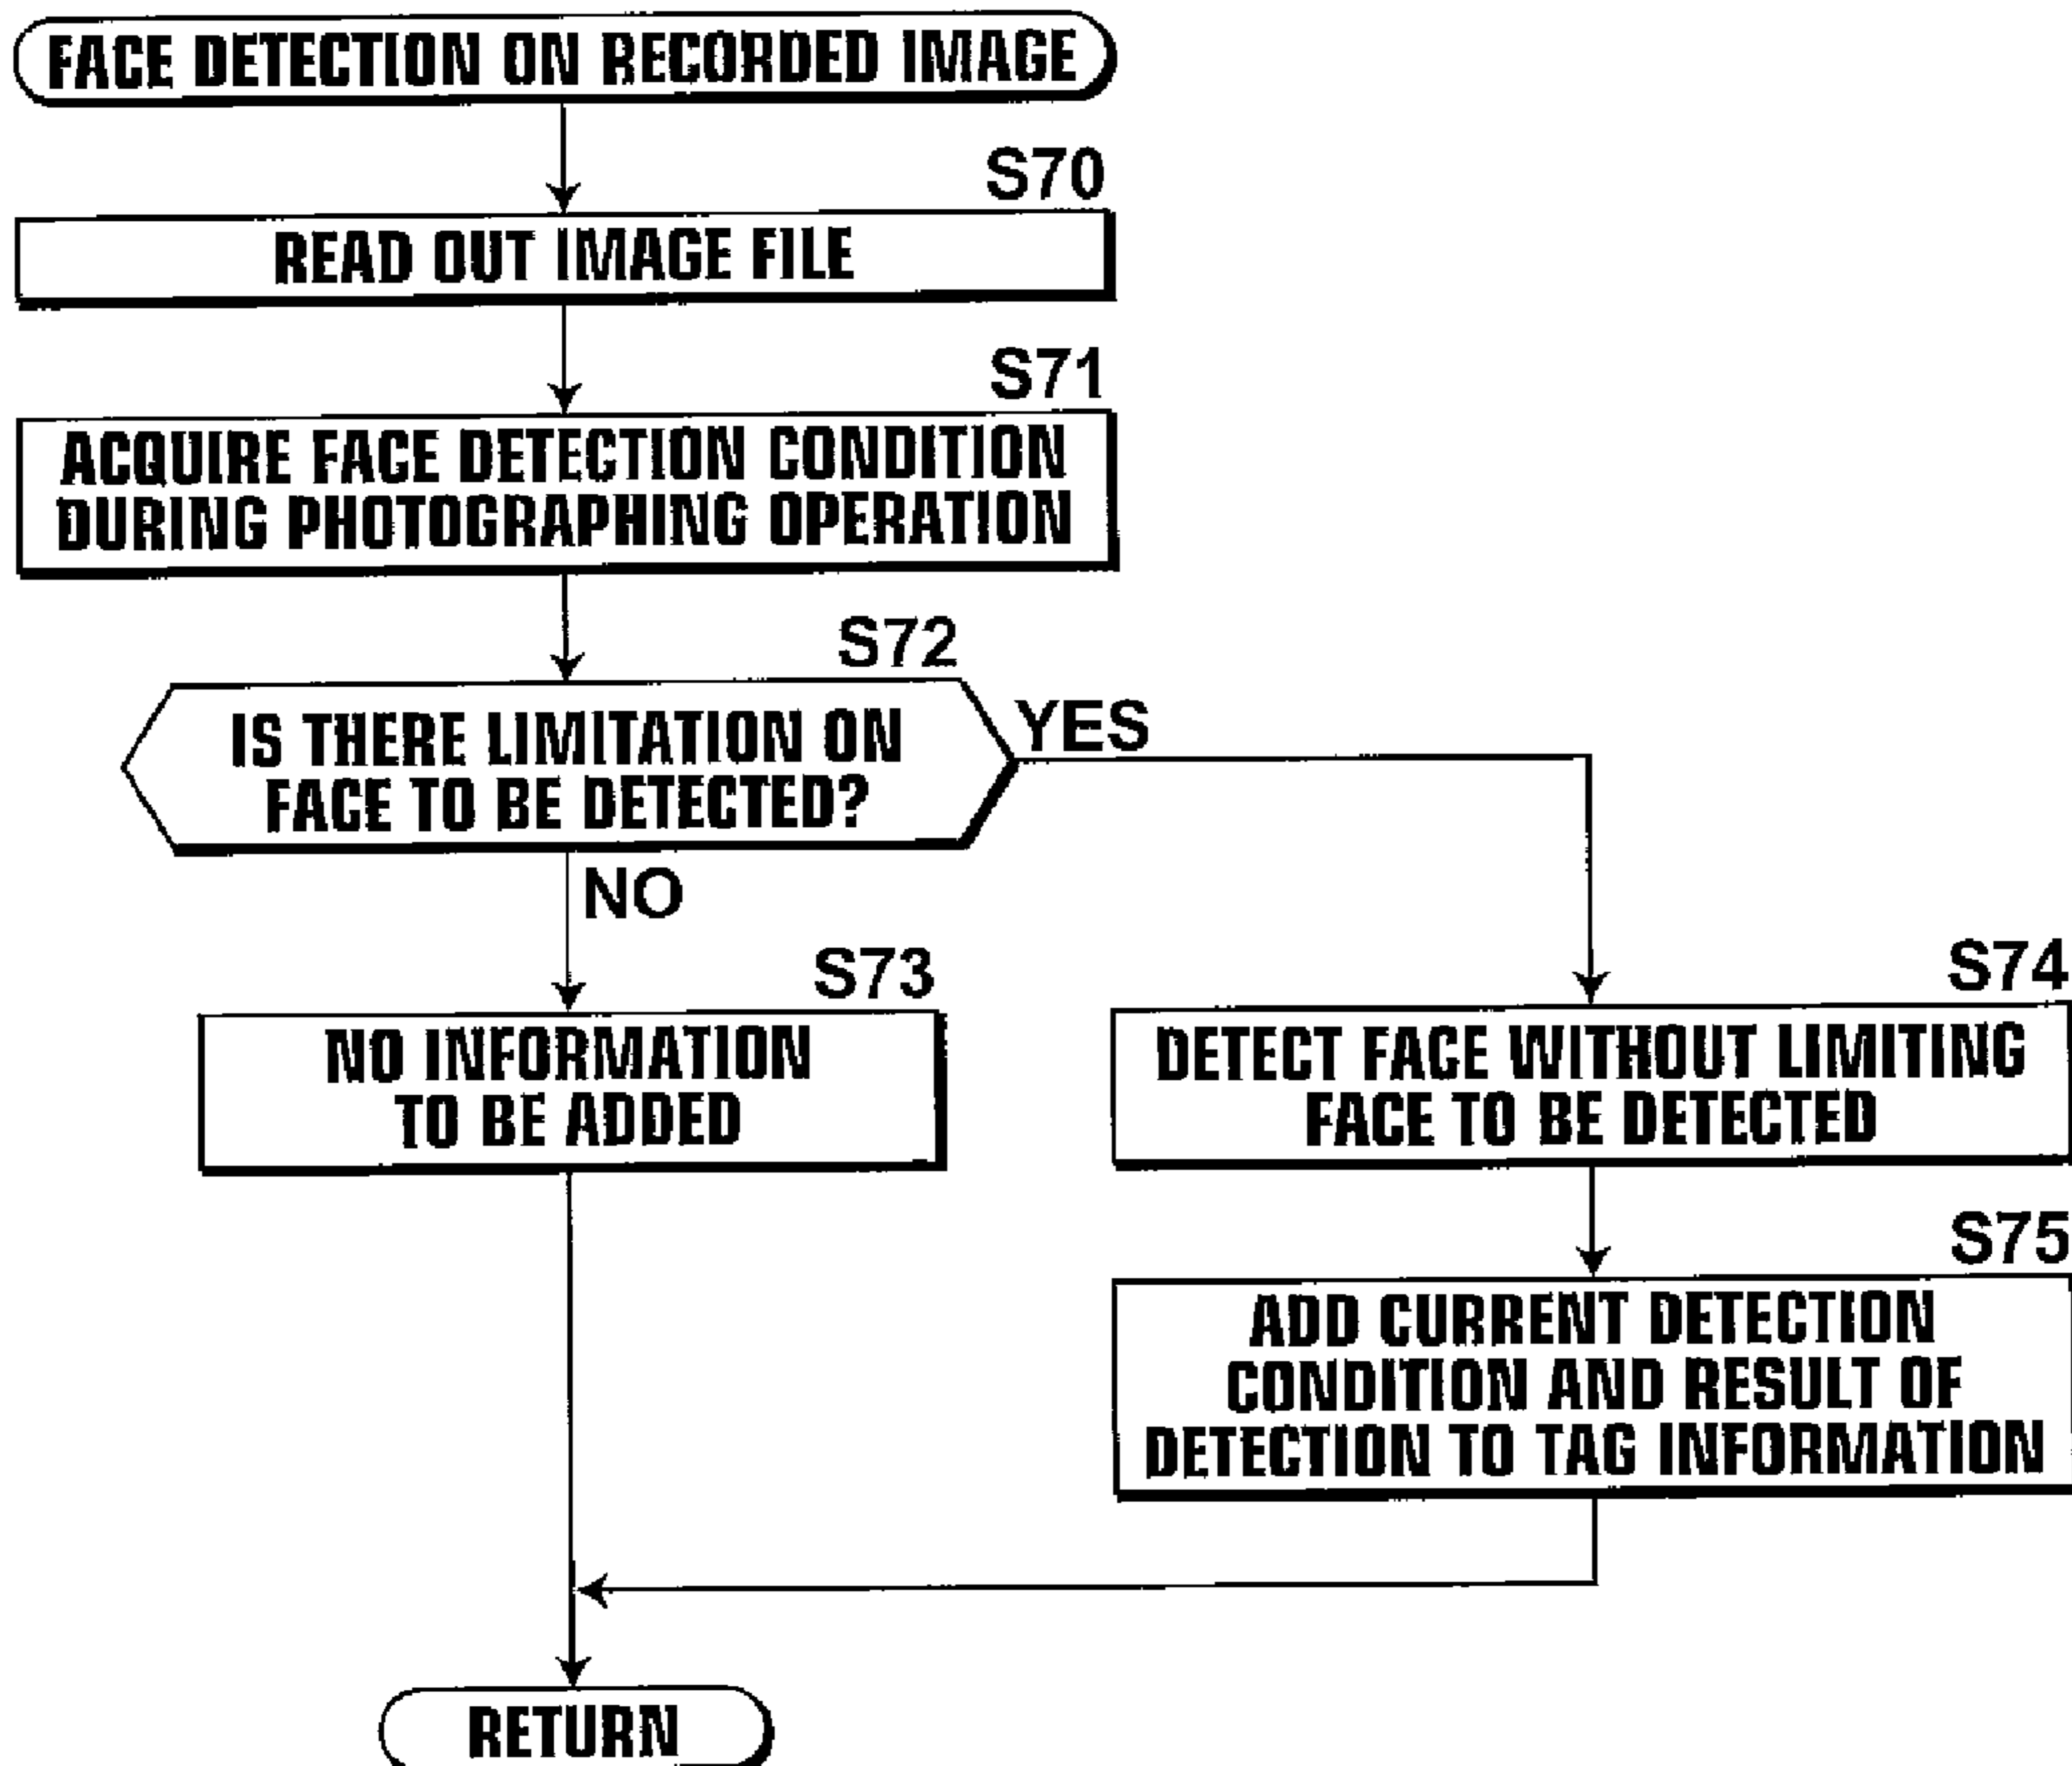 FACE DETECTION ON RECORDED IMAGE
S70
READ OUT IMAGE FILE
S71
ACQUIRE FACE DETECTION CONDITION
DURING PHOTOGRAPHING OPERATION
S72
IS THERE LIMITATION ON
FACE TO BE DETECTED?
YES
NO
S73
NO INFORMATION
TO BE ADDED
S74
DETECT FACE WITHOUT LIMITING
FACE TO BE DETECTED
S75
ADD CURRENT DETECTION
CONDITION AND RESULT OF
DETECTION TO TAG INFORMATION
RETURN